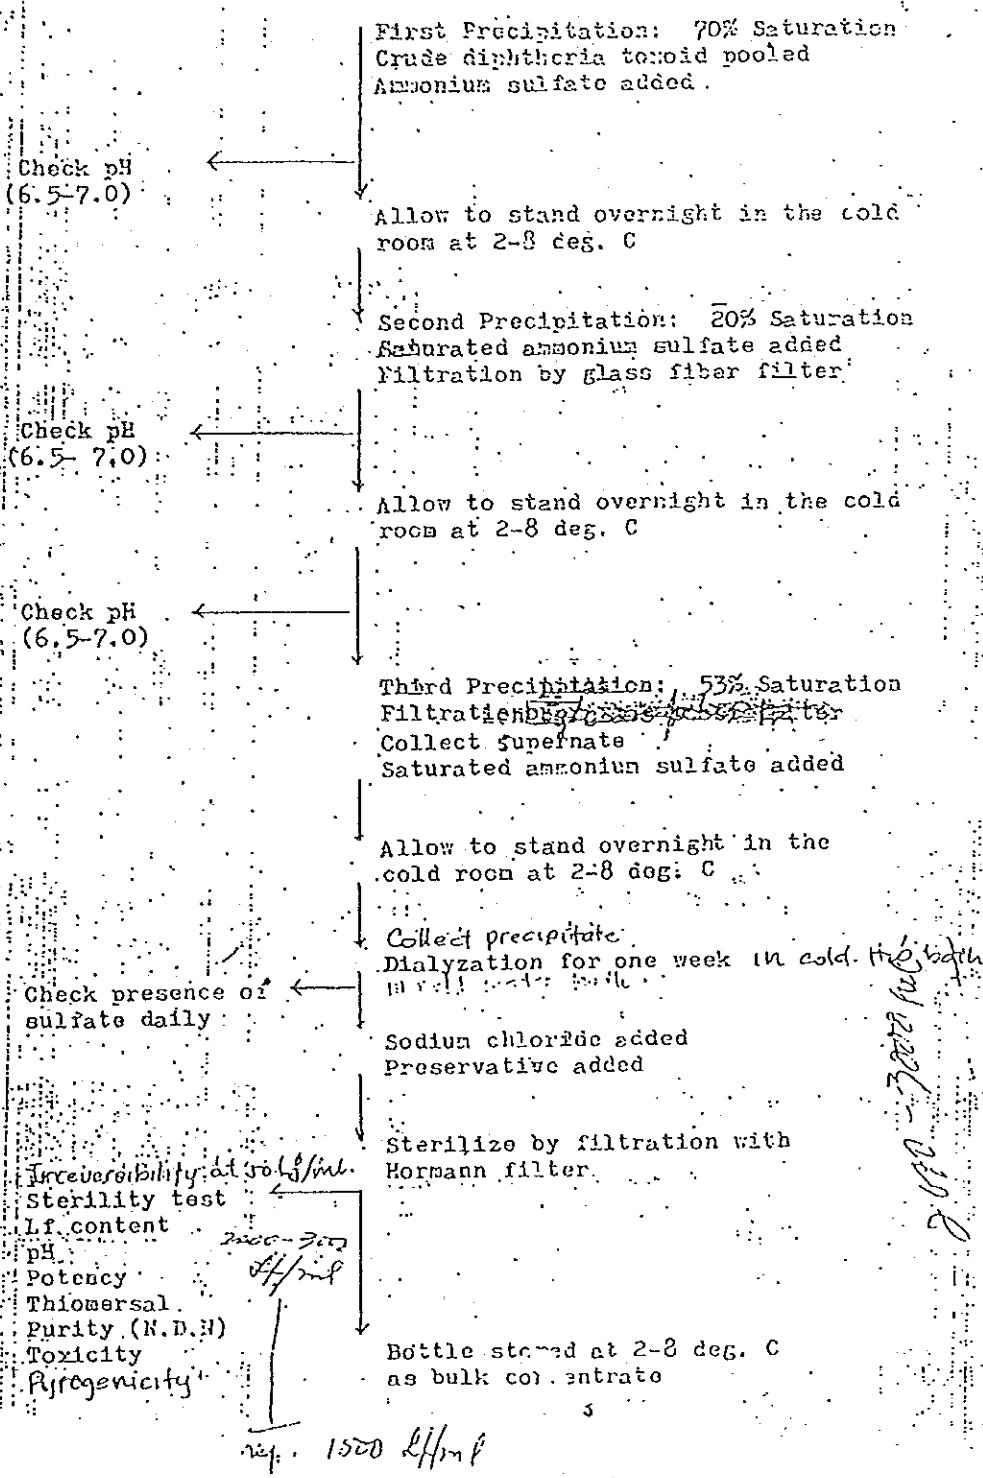 First Precipitation: 70% Saturation
Crude diphtheria toxoid pooled
Ammonium sulfate added.
Check pH
(6.5-7.0)
Allow to stand overnight in the cold
room at 2-8 deg. C
Second Precipitation: 20% Saturation
Saturated ammonium sulfate added
Filtration by glass fiber filter
Check pH
(6.5- 7.0)
Allow to stand overnight in the cold
room at 2-8 deg. C
Check pH
(6.5-7.0)
Third Precipitation: 53% Saturation
Filtration
Collect supernate
Saturated ammonium sulfate added
Allow to stand overnight in the
cold room at 2-8 deg. C
Collect precipitate
Dialyzation for one week in cold bath
Check presence of
sulfate daily
Sodium chloride added
Preservative added
Sterilize by filtration with
Hormann filter.
Irreversibility at
Sterility test
Lf. content
pH
2000-3000
Lf/ml
Potency
Thiomersal
Purity (N.D.N)
Toxicity
Pyrogenicity
Bottle stored at 2-8 deg. C
as bulk concentrate
1500 Lf/ml